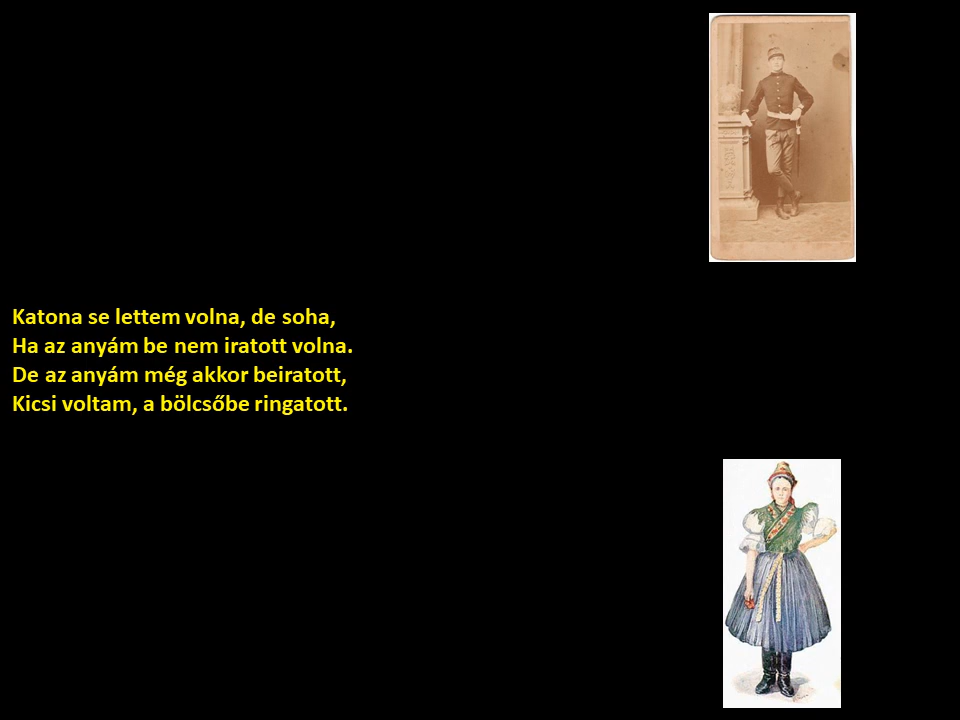 Katona se lettem volna, de soha,
Ha az anyám be nem iratott volna.
De az anyám még akkor beiratott,
Kicsi voltam, a bölcsőbe ringatott.